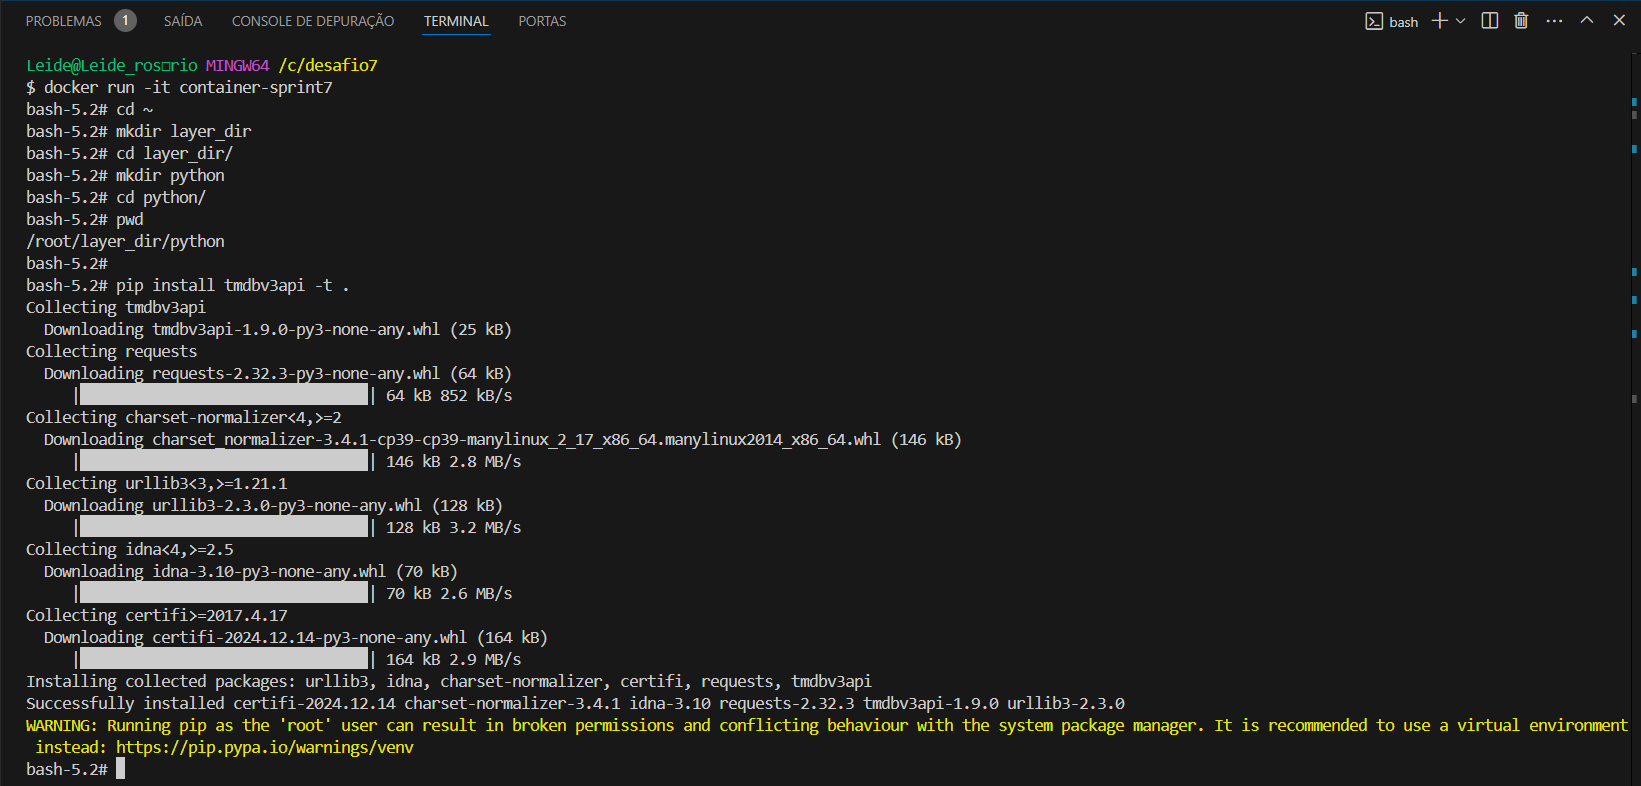 PROBLEMAS 1 SAÍDA CONSOLE DE DEPURAÇÃO TERMINAL PORTAS bash
Leide@Leide_ros□rio MINGW64 /c/desafio7
$ docker run -it container-sprint7
bash-5.2# cd ~
bash-5.2# mkdir layer_dir
bash-5.2# cd layer_dir/
bash-5.2# mkdir python
bash-5.2# cd python/
bash-5.2# pwd
/root/layer_dir/python
bash-5.2#
bash-5.2# pip install tmdbv3api -t .
Collecting tmdbv3api
  Downloading tmdbv3api-1.9.0-py3-none-any.whl (25 kB)
Collecting requests
  Downloading requests-2.32.3-py3-none-any.whl (64 kB)
     |████████████████████████████████| 64 kB 852 kB/s
Collecting charset-normalizer<4,>=2
  Downloading charset_normalizer-3.4.1-cp39-cp39-manylinux_2_17_x86_64.manylinux2014_x86_64.whl (146 kB)
     |████████████████████████████████| 146 kB 2.8 MB/s
Collecting urllib3<3,>=1.21.1
  Downloading urllib3-2.3.0-py3-none-any.whl (128 kB)
     |████████████████████████████████| 128 kB 3.2 MB/s
Collecting idna<4,>=2.5
  Downloading idna-3.10-py3-none-any.whl (70 kB)
     |████████████████████████████████| 70 kB 2.6 MB/s
Collecting certifi>=2017.4.17
  Downloading certifi-2024.12.14-py3-none-any.whl (164 kB)
     |████████████████████████████████| 164 kB 2.9 MB/s
Installing collected packages: urllib3, idna, charset-normalizer, certifi, requests, tmdbv3api
Successfully installed certifi-2024.12.14 charset-normalizer-3.4.1 idna-3.10 requests-2.32.3 tmdbv3api-1.9.0 urllib3-2.3.0
WARNING: Running pip as the 'root' user can result in broken permissions and conflicting behaviour with the system package manager. It is recommended to use a virtual environment
 instead: https://pip.pypa.io/warnings/venv
bash-5.2#